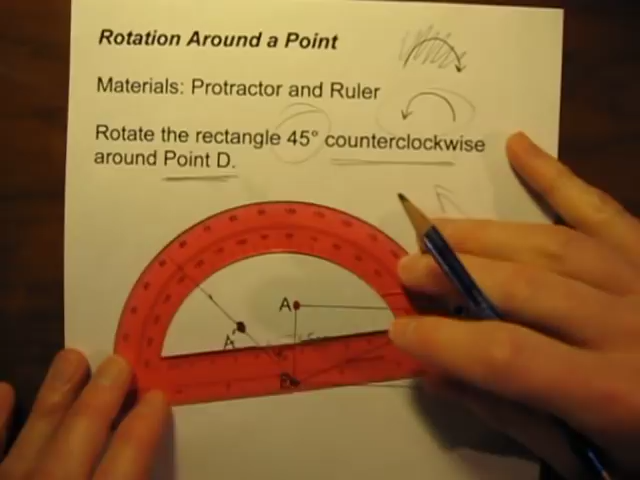 Rotation Around a Point
Materials: Protractor and Ruler
Rotate the rectangle 45° counterclockwise
around Point D.
A
A'